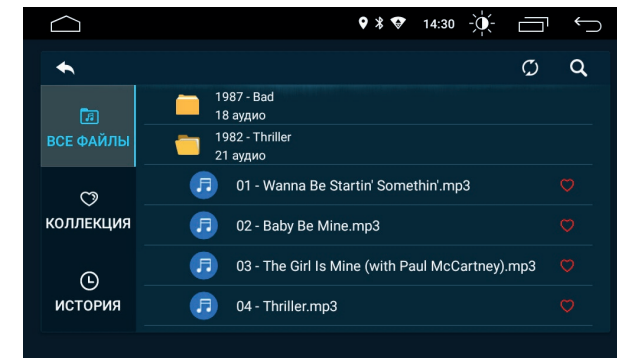 14:30
1987 - Bad
18 аудио
1982 - Thriller
21 аудио
ВСЕ ФАЙЛЫ
01 - Wanna Be Startin' Somethin'.mp3
КОЛЛЕКЦИЯ
02 - Baby Be Mine.mp3
03 - The Girl Is Mine (with Paul McCartney).mp3
ИСТОРИЯ
04 - Thriller.mp3